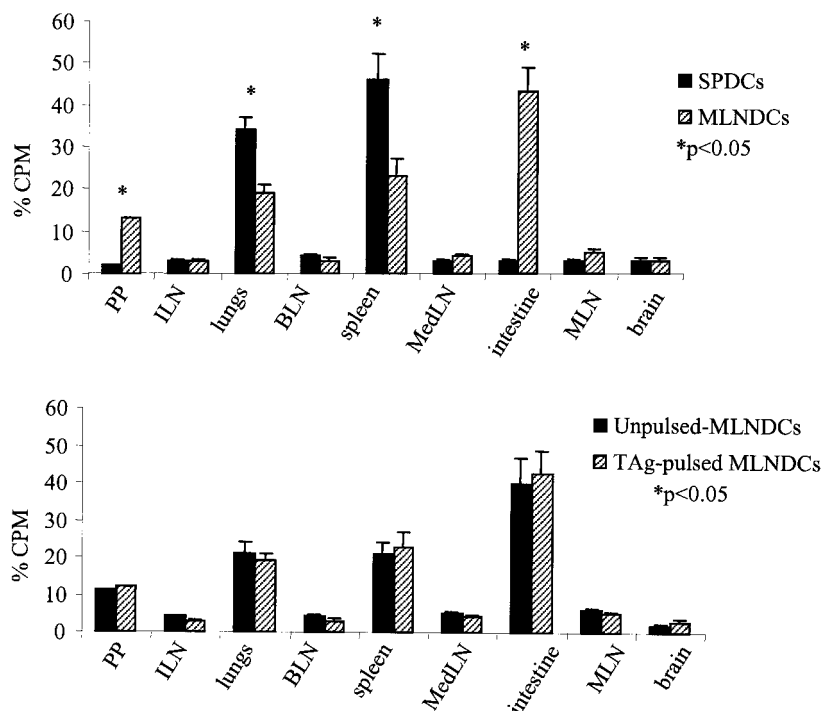 60
50
40
30
20
10
0
% CPM
*
*
*
*
SPDCs
MLNDCs
*p<0.05
PP
ILN
lungs
BLN
spleen
MedLN
intestine
MLN
brain
60
50
40
30
20
10
0
% CPM
Unpulsed-MLNDCs
TAg-pulsed MLNDCs
*p<0.05
PP
ILN
lungs
BLN
spleen
MedLN
intestine
MLN
brain